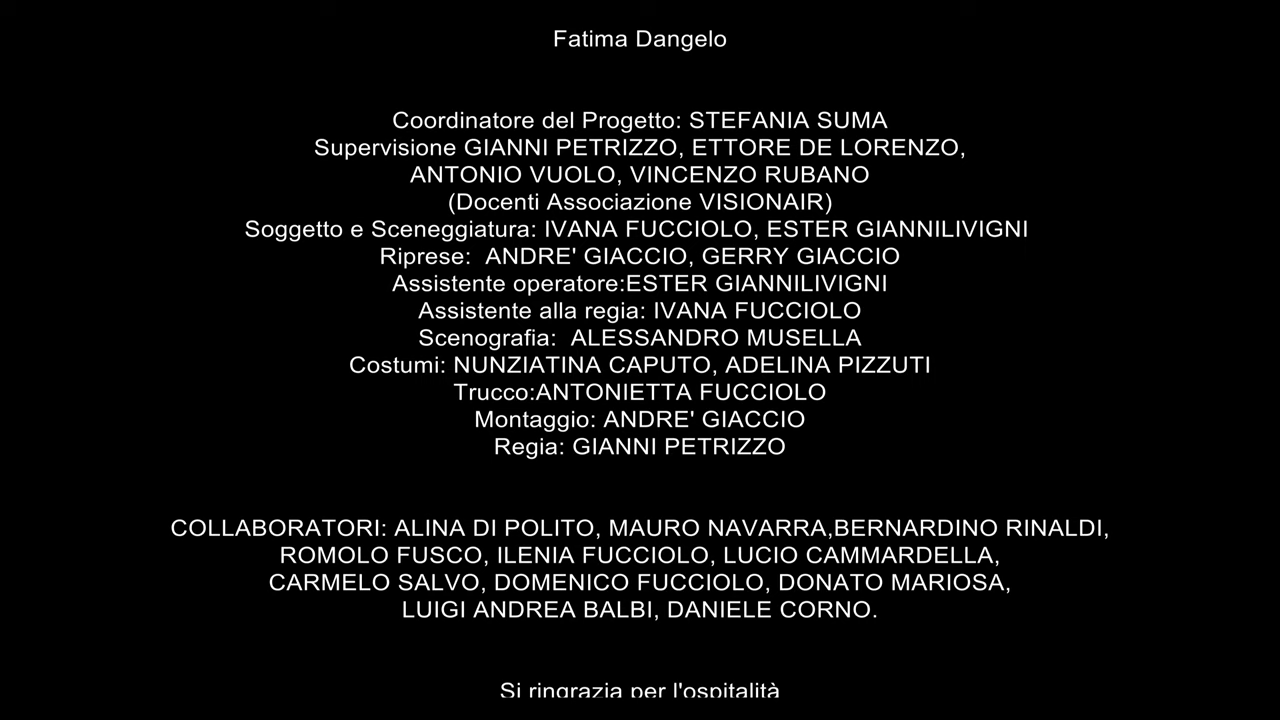 Fatima Dangelo
Coordinatore del Progetto: STEFANIA SUMA
Supervisione GIANNI PETRIZZO, ETTORE DE LORENZO,
ANTONIO VUOLO, VINCENZO RUBANO
(Docenti Associazione VISIONAIR)
Soggetto e Sceneggiatura: IVANA FUCCIOLO, ESTER GIANNILIVIGNI
Riprese:  ANDRE' GIACCIO, GERRY GIACCIO
Assistente operatore:ESTER GIANNILIVIGNI
Assistente alla regia: IVANA FUCCIOLO
Scenografia:  ALESSANDRO MUSELLA
Costumi: NUNZIATINA CAPUTO, ADELINA PIZZUTI
Trucco:ANTONIETTA FUCCIOLO
Montaggio: ANDRE' GIACCIO
Regia: GIANNI PETRIZZO
COLLABORATORI: ALINA DI POLITO, MAURO NAVARRA,BERNARDINO RINALDI,
ROMOLO FUSCO, ILENIA FUCCIOLO, LUCIO CAMMARDELLA,
CARMELO SALVO, DOMENICO FUCCIOLO, DONATO MARIOSA,
LUIGI ANDREA BALBI, DANIELE CORNO.
Si ringrazia per l'ospitalità